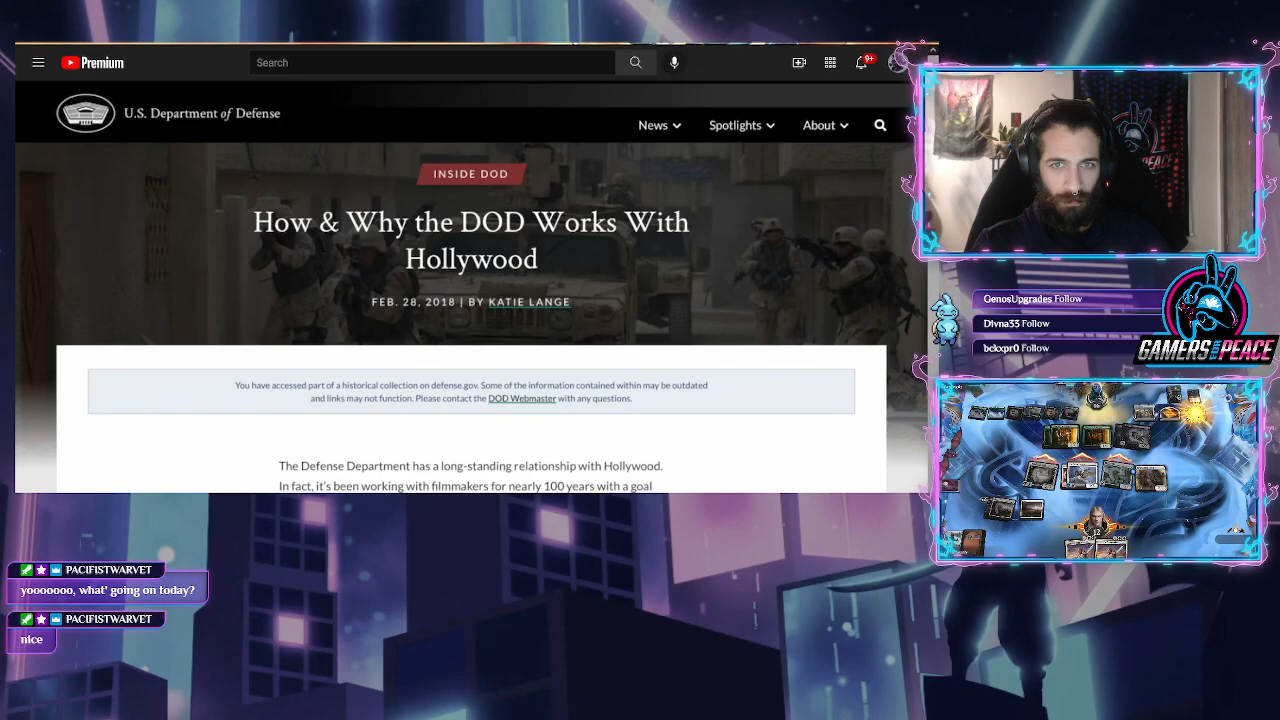 Premium
Search
9+
U.S. Department of Defense
News
Spotlights
About
INSIDE DOD
How & Why the DOD Works With
Hollywood
FEB. 28, 2018 | BY KATIE LANGE
You have accessed part of a historical collection on defense.gov. Some of the information contained within may be outdated
and links may not function. Please contact the DOD Webmaster with any questions.
The Defense Department has a long-standing relationship with Hollywood.
In fact, it's been working with filmmakers for nearly 100 years with a goal
PEACE
GenosUpgrades Follow
Divna33 Follow
bckxpr0 Follow
GAMERS FOR PEACE
12
PACIFISTWARVET
yooooooo, what' going on today?
PACIFISTWARVET
nice